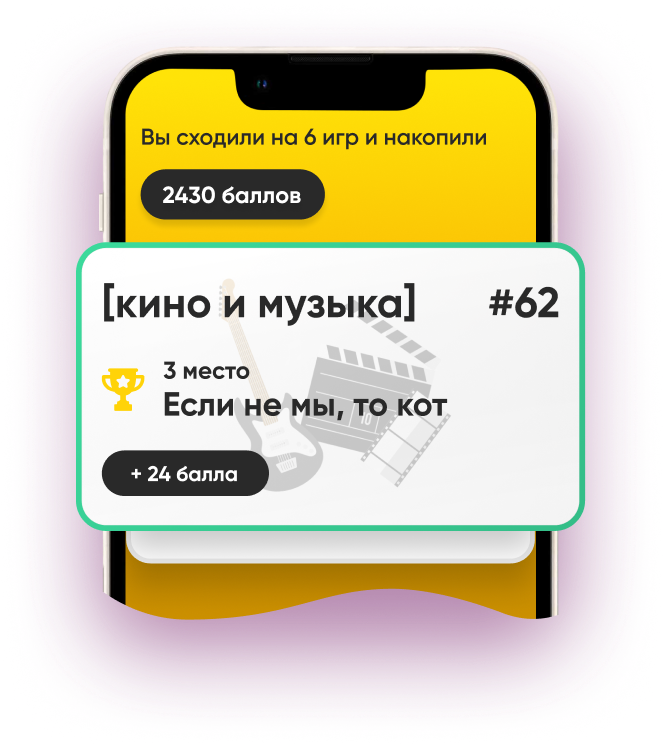 Вы сходили на 6 игр и накопили
2430 баллов
[кино и музыка] #62
3 место
Если не мы, то кот
+ 24 балла
10